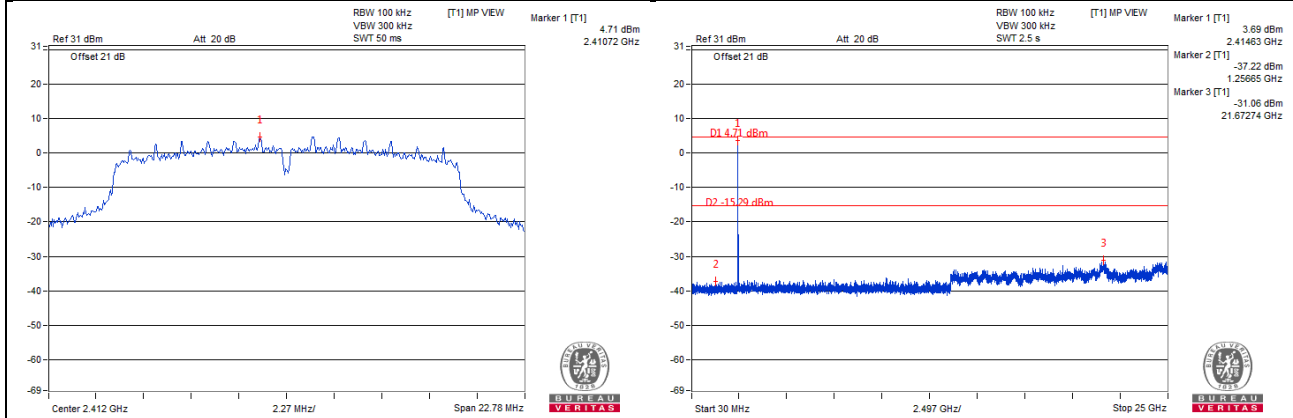 RBW 100 kHz
VBW 300 kHz
SWT 50 ms
[T1] MP VIEW
Ref 31 dBm
Att 20 dB
Offset 21 dB
Marker 1 [T1]
4.71 dBm
2.41072 GHz
31
20
10
0
-10
-20
-30
-40
-50
-60
-69
1
Center 2.412 GHz
2.27 MHz/
Span 22.78 MHz
BUREAU VERITAS
1828
BUREAU
VERITAS
RBW 100 kHz
VBW 300 kHz
SWT 2.5 s
[T1] MP VIEW
Ref 31 dBm
Att 20 dB
Offset 21 dB
Marker 1 [T1]
3.69 dBm
2.41463 GHz
Marker 2 [T1]
-37.22 dBm
1.25665 GHz
Marker 3 [T1]
-31.06 dBm
21.67274 GHz
31
20
10
0
-10
-20
-30
-40
-50
-60
-69
1
D1 4.71 dBm
D2 -15.29 dBm
2
3
Start 30 MHz
2.497 GHz/
Stop 25 GHz
BUREAU VERITAS
1828
BUREAU
VERITAS